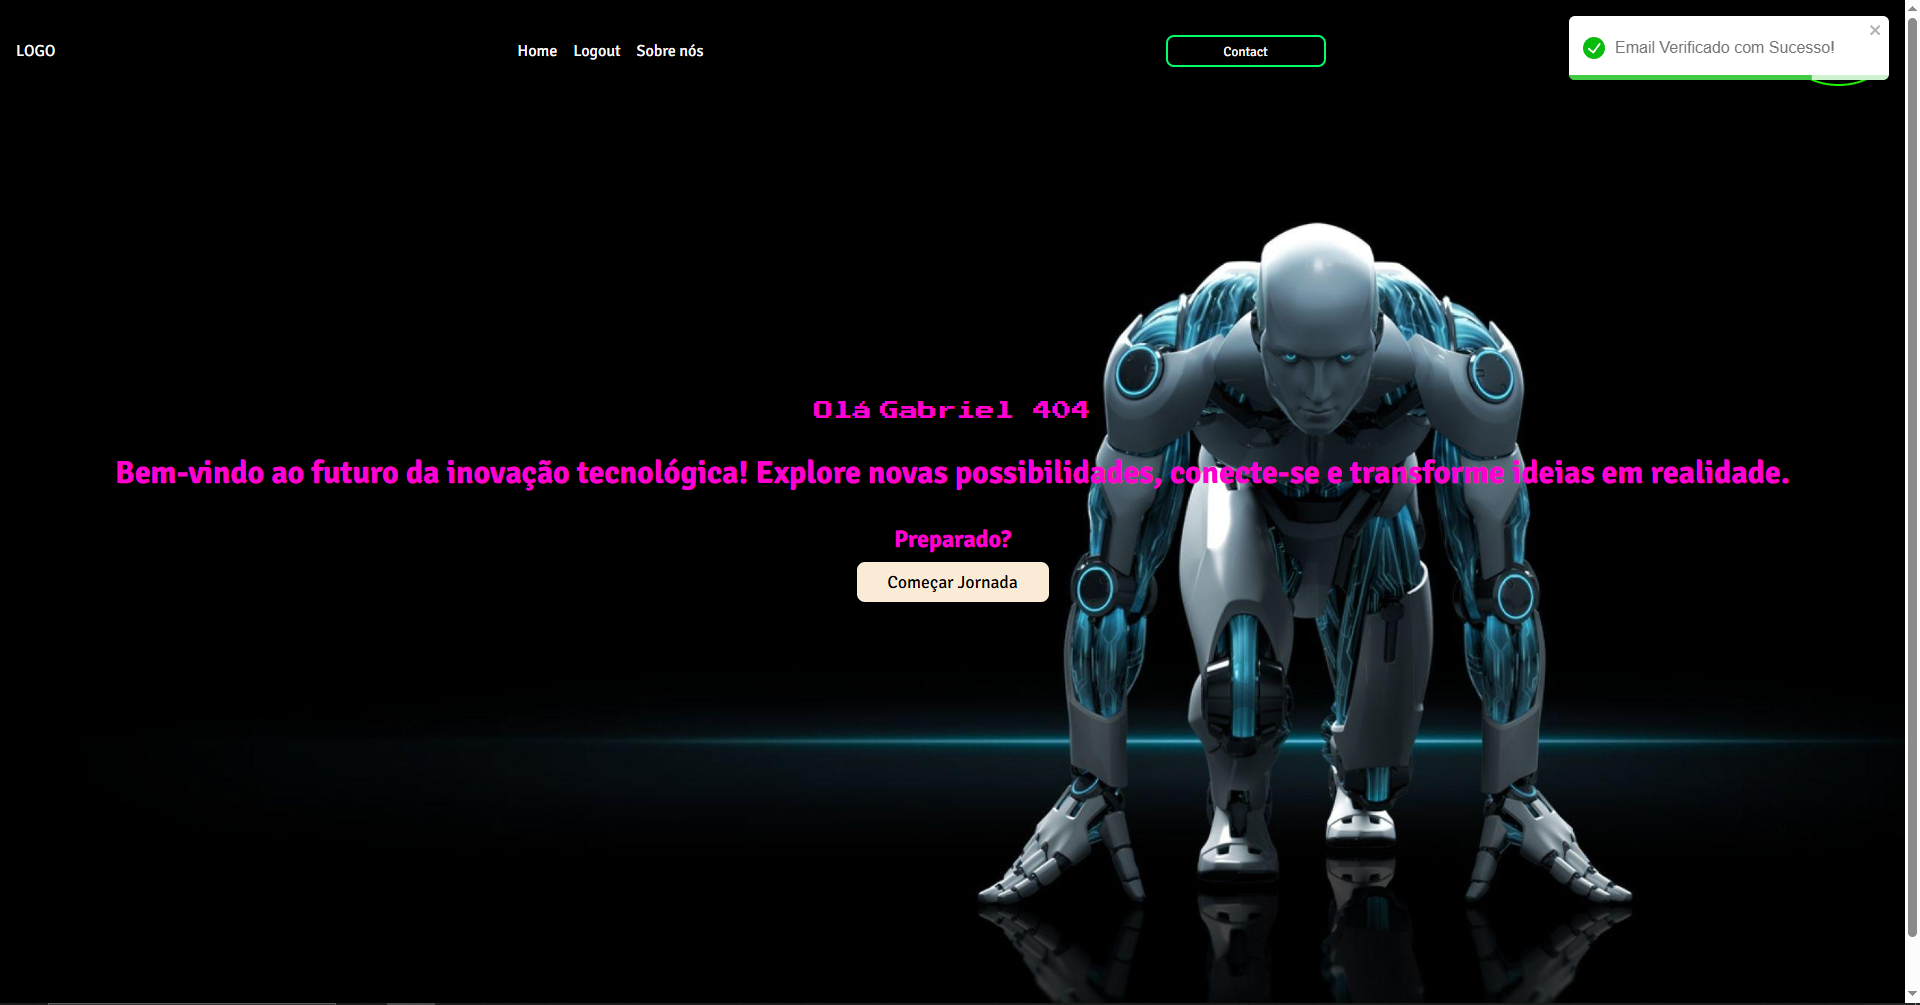 LOGO
Home Logout Sobre nós
Contact
Email Verificado com Sucesso!
Olá Gabriel 404
Bem-vindo ao futuro da inovação tecnológica! Explore novas possibilidades, conecte-se e transforme ideias em realidade.
Preparado?
Começar Jornada